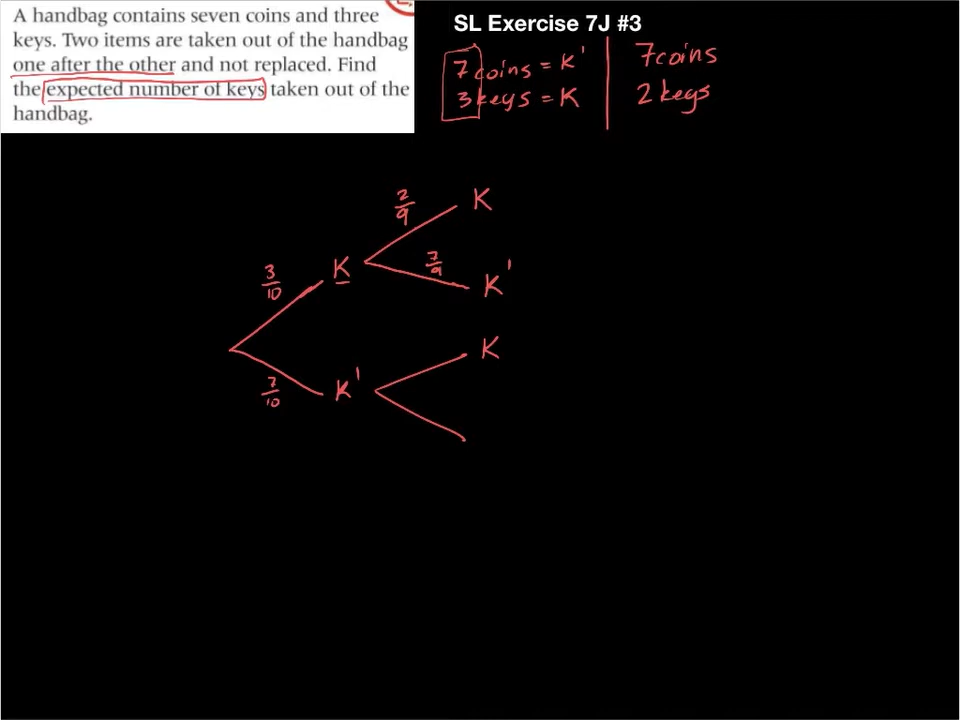 A handbag contains seven coins and three
keys. Two items are taken out of the handbag
one after the other and not replaced. Find
the expected number of keys taken out of the
handbag.
SL Exercise 7J #3
7 coins = K'
3 keys = K
7 coins
2 keys
2/9
K
7/9
K'
3/10
K
K
7/10
K'